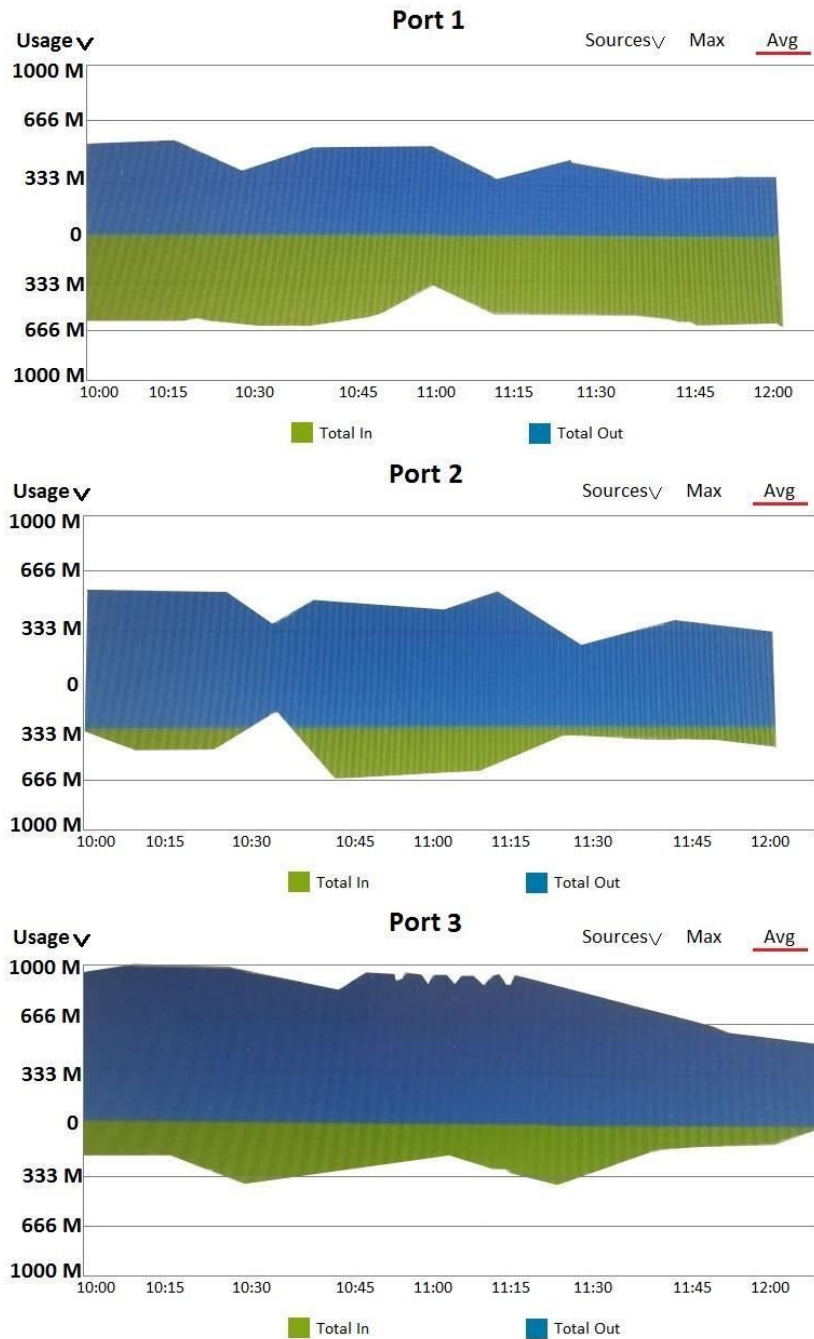 Port 1
Usage Sources Max Avg
1000 M
666 M
333 M
0
333 M
666 M
1000 M
10:00 10:15 10:30 10:45 11:00 11:15 11:30 11:45 12:00
Total In Total Out
Port 2
Usage Sources Max Avg
1000 M
666 M
333 M
0
333 M
666 M
1000 M
10:00 10:15 10:30 10:45 11:00 11:15 11:30 11:45 12:00
Total In Total Out
Port 3
Usage Sources Max Avg
1000 M
666 M
333 M
0
333 M
666 M
1000 M
10:00 10:15 10:30 10:45 11:00 11:15 11:30 11:45 12:00
Total In Total Out